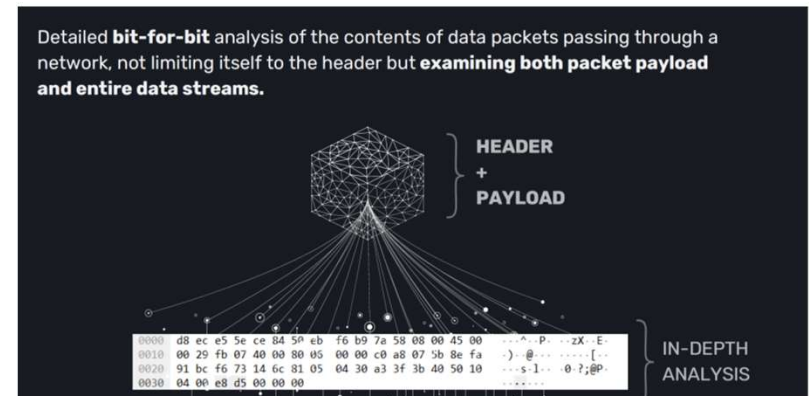 Detailed bit-for-bit analysis of the contents of data packets passing through a
network, not limiting itself to the header but examining both packet payload
and entire data streams.
HEADER
+
PAYLOAD
0000 d8 ec e5 5e ce 84 50 eb f6 b9 7a 58 08 00 45 00 ...^..P. ..zX..E.
0010 00 29 fb 07 40 00 80 06 00 00 c0 a8 07 5b 8e fa .)..@... .....[..
0020 91 bc f6 73 14 6c 81 05 04 30 a3 3f 3b 40 50 10 ...s.l.. .0.?;@P.
0030 04 00 e8 d5 00 00 00 .......
IN-DEPTH
ANALYSIS